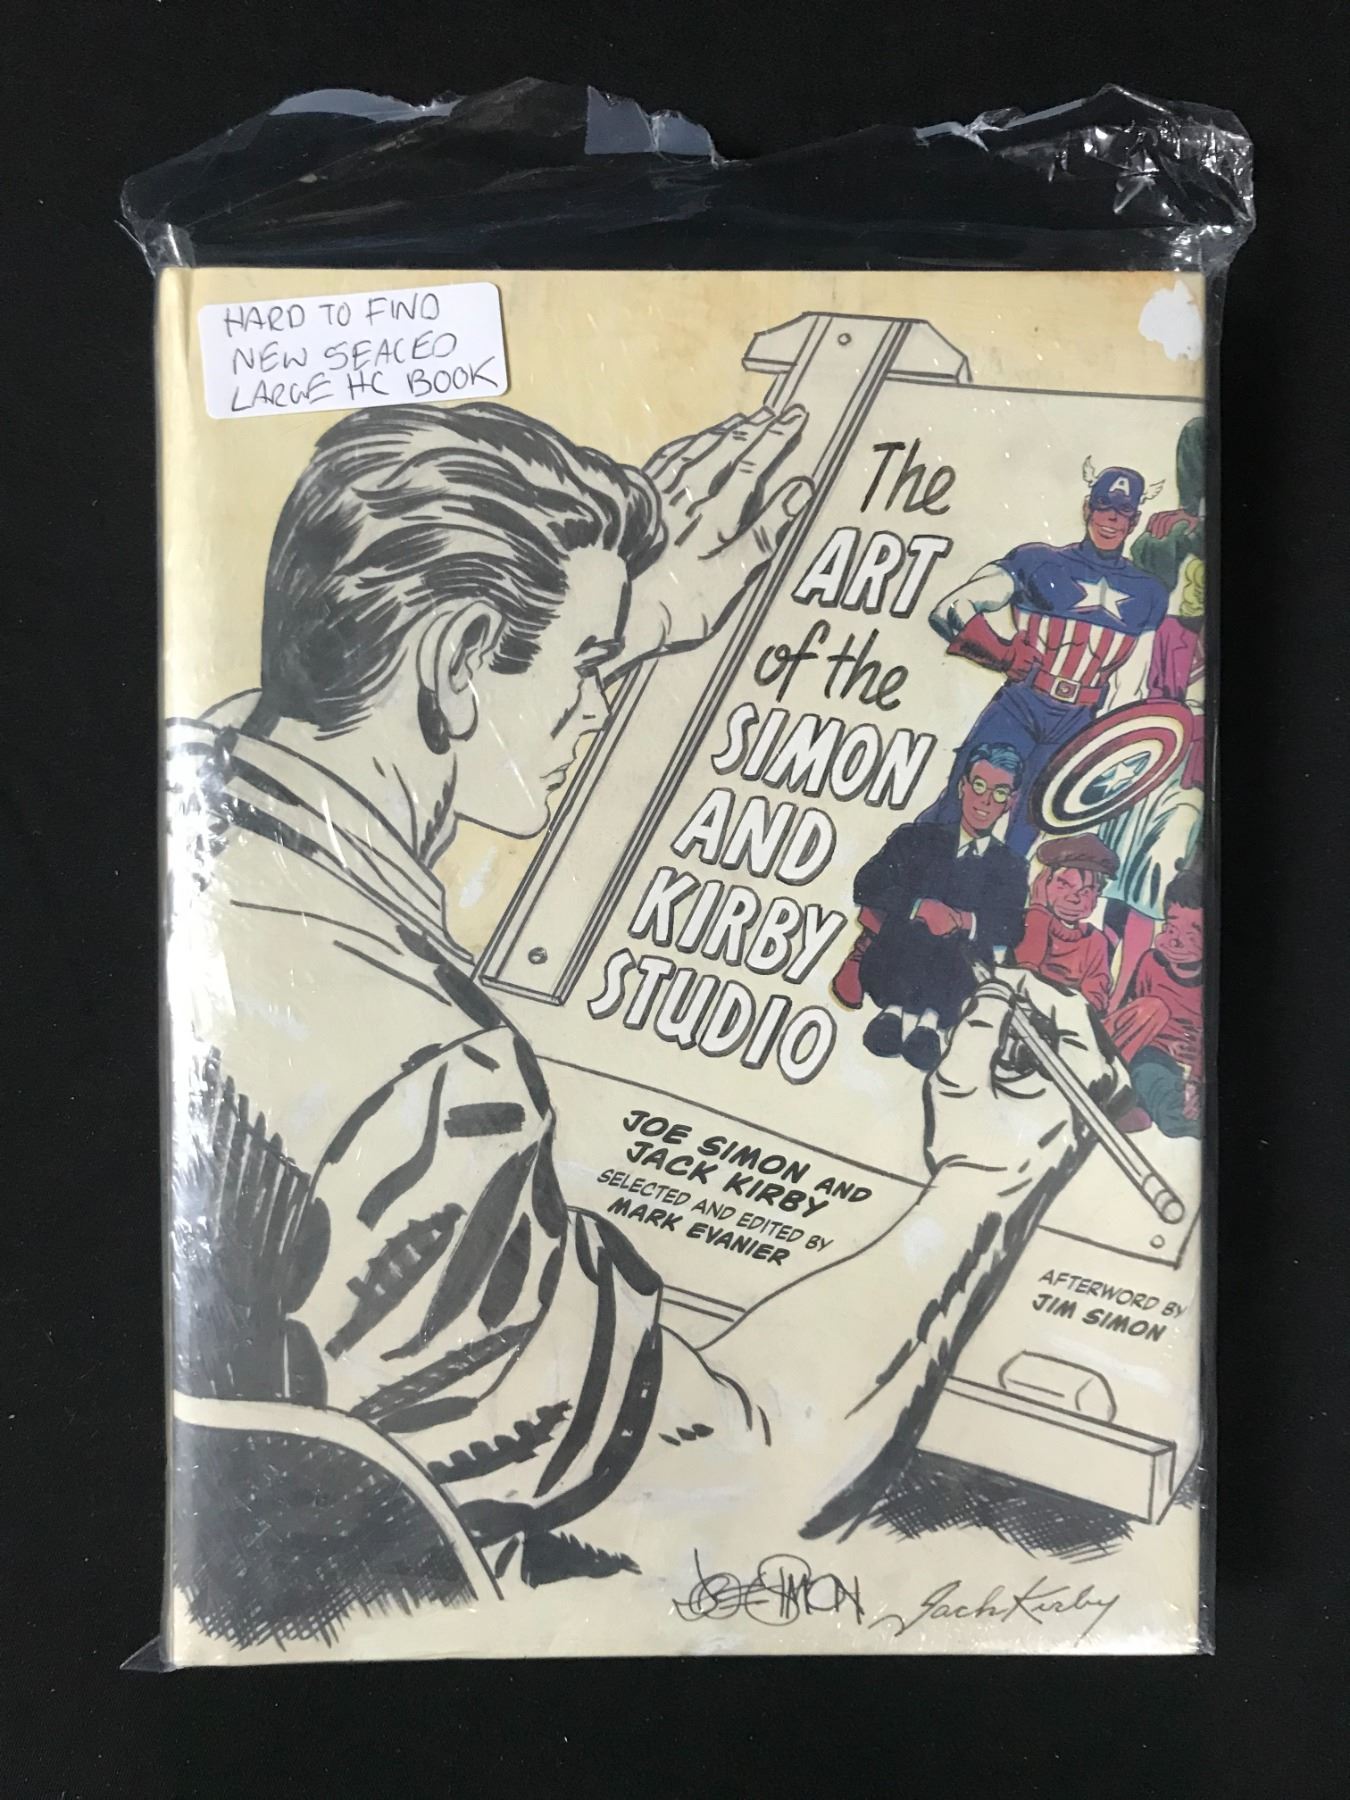 HARD TO FIND
NEW SEALED
LARGE HC BOOK
The
ART
of the
SIMON
AND
KIRBY
STUDIO
A
JOE SIMON AND
JACK KIRBY
SELECTED AND EDITED BY
MARK EVANIER
AFTERWORD BY
JIM SIMON
JOE SIMON
Jack Kirby